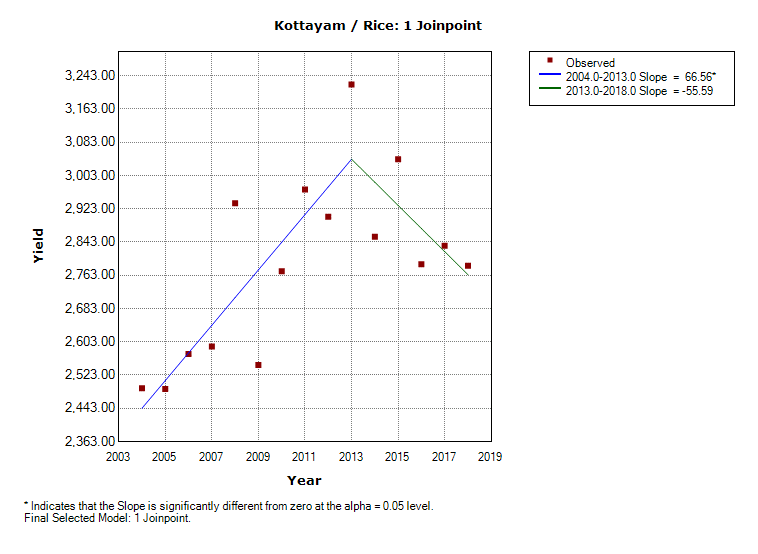 Kottayam / Rice: 1 Joinpoint
Observed
2004.0-2013.0 Slope = 66.56*
2013.0-2018.0 Slope = -55.59
3,243.00
3,163.00
3,083.00
3,003.00
2,923.00
2,843.00
2,763.00
2,683.00
2,603.00
2,523.00
2,443.00
2,363.00
Yield
2003 2005 2007 2009 2011 2013 2015 2017 2019
Year
* Indicates that the Slope is significantly different from zero at the alpha = 0.05 level.
Final Selected Model: 1 Joinpoint.